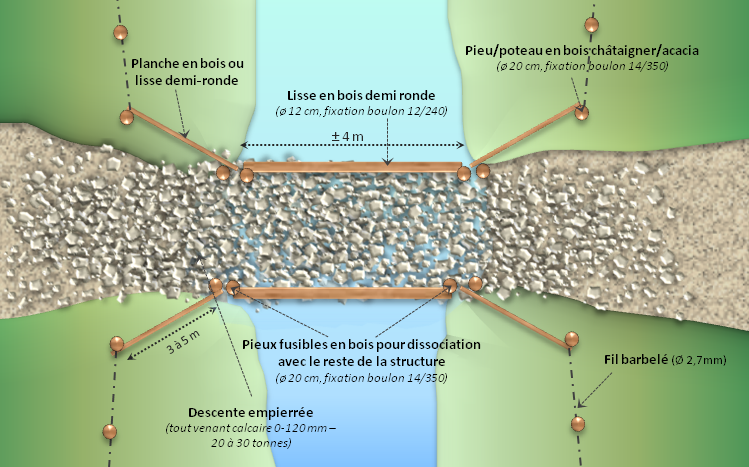 Pieu/poteau en bois châtaigner/acacia
(ø 20 cm, fixation boulon 14/350)
Planche en bois ou
lisse demi-ronde
Lisse en bois demi ronde
(ø 12 cm, fixation boulon 12/240)
± 4 m
3 à 5 m
Pieux fusibles en bois pour dissociation
avec le reste de la structure
(ø 20 cm, fixation boulon 14/350)
Fil barbelé (Ø 2,7mm)
Descente empierrée
(tout venant calcaire 0-120 mm –
20 à 30 tonnes)